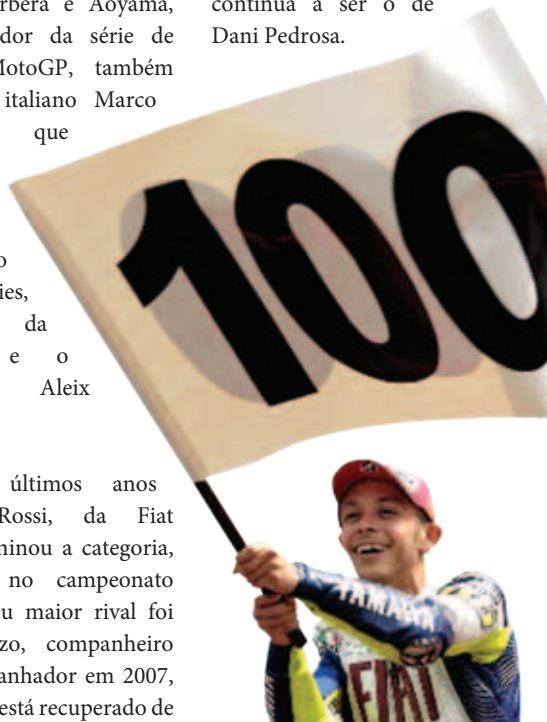 rbera e Aoyama,
dor da série de
MotoGP, também
italiano Marco
que
o
ies,
da
e o
Aleix
últimos anos
Rossi, da Fiat
ninou a categoria,
no campeonato
eu maior rival foi
zo, companheiro
anhador em 2007,
está recuperado de
continua a ser o de
Dani Pedrosa.
100
YAMAHA
FIAT